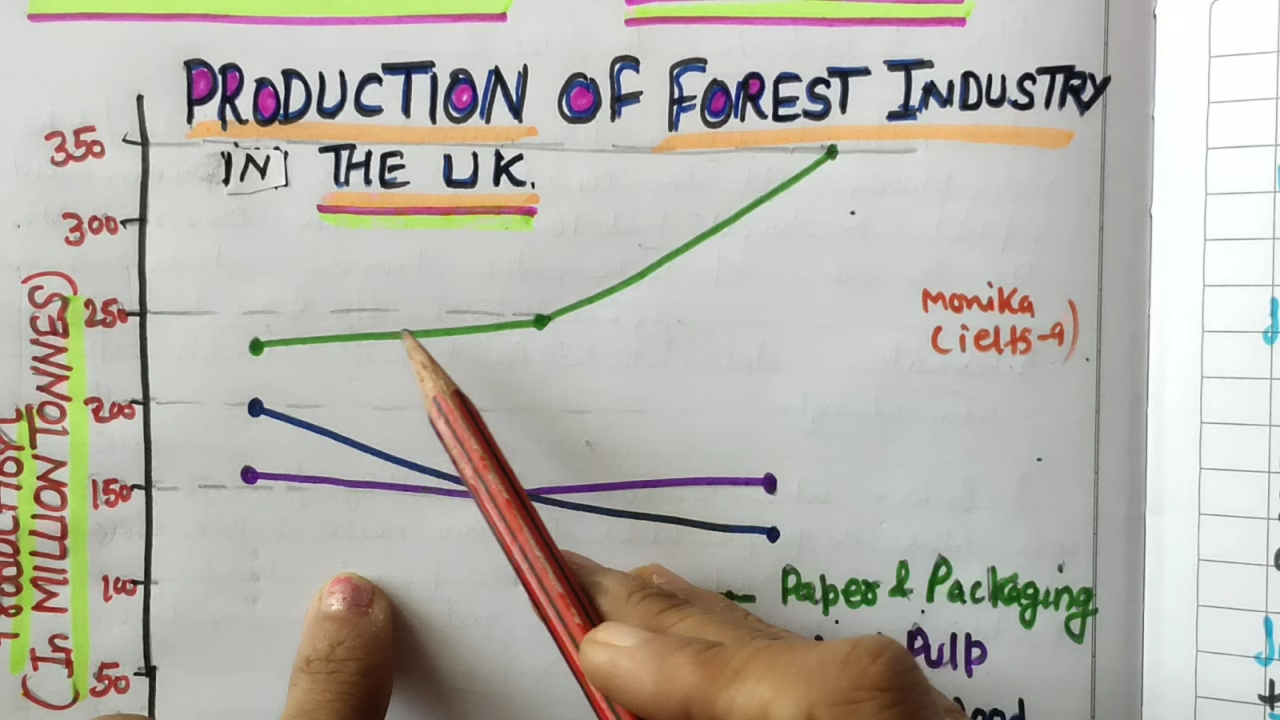 PRODUCTION OF FOREST INDUSTRY
IN THE UK.
350
300
250
200
150
100
50
(In MILLION TONNES)
Monika
(ielts-9)
Paper & Packaging
Pulp